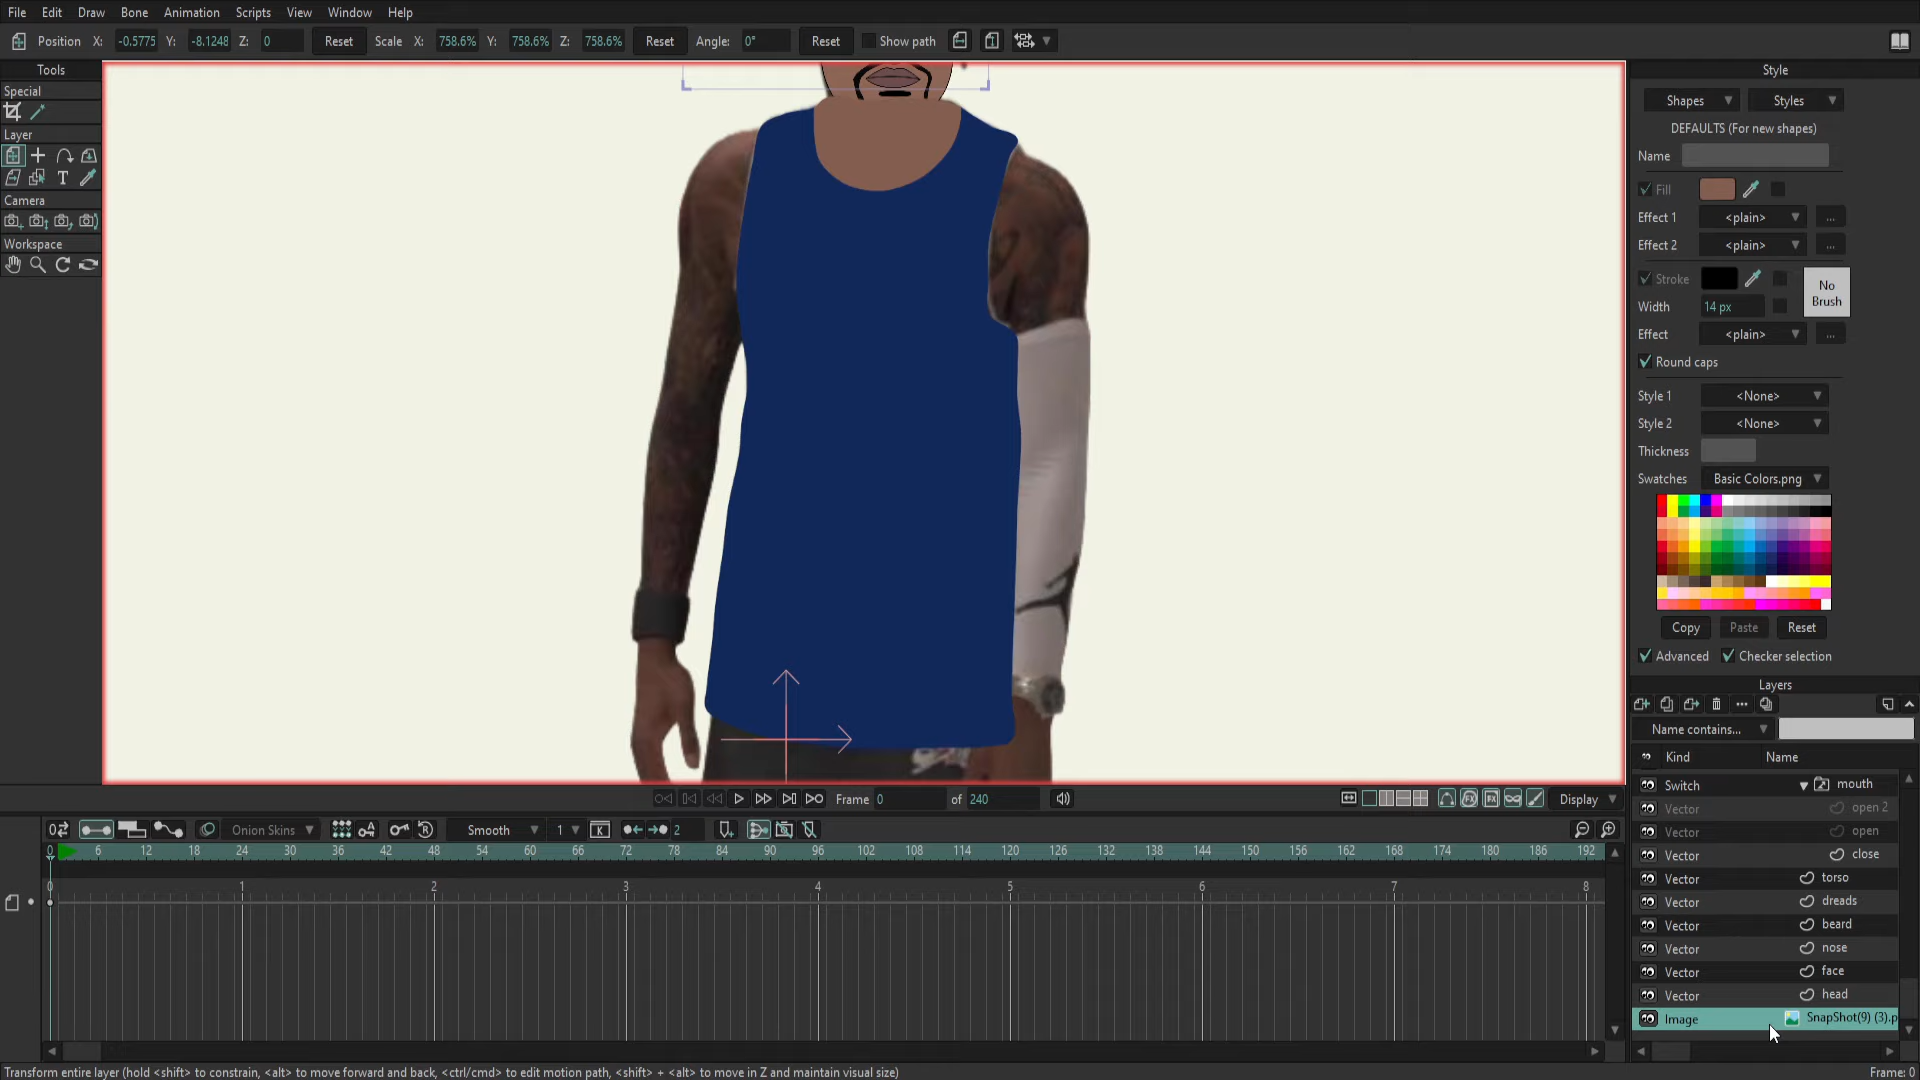 File Edit Draw Bone Animation Scripts View Window Help
Position X: -0.5775 Y: -8.1248 Z: 0 Reset Scale X: 758.6% Y: 758.6% Z: 758.6% Reset Angle: 0° Reset Show path
Tools
Special
Layer
Camera
Workspace
Style
Shapes Styles
DEFAULTS (For new shapes)
Name
Fill
Effect 1 <plain> ...
Effect 2 <plain> ...
Stroke
No
Brush
Width 14 px
Effect <plain> ...
Round caps
Style 1 <None>
Style 2 <None>
Thickness
Swatches Basic Colors.png
Copy Paste Reset
Advanced Checker selection
Layers
Name contains...
Kind Name
Switch mouth
Vector open 2
Vector open
Vector close
Vector torso
Vector dreads
Vector beard
Vector nose
Vector face
Vector head
Image SnapShot(9) (3).p
Frame 0 of 240 Display
Onion Skins Smooth 1 2
0 6 12 18 24 30 36 42 48 54 60 66 72 78 84 90 96 102 108 114 120 126 132 138 144 150 156 162 168 174 180 186 192
0 1 2 3 4 5 6 7 8
Transform entire layer (hold <shift> to constrain, <alt> to move forward and back, <ctrl/cmd> to edit motion path, <shift> + <alt> to move in Z and maintain visual size) Frame: 0